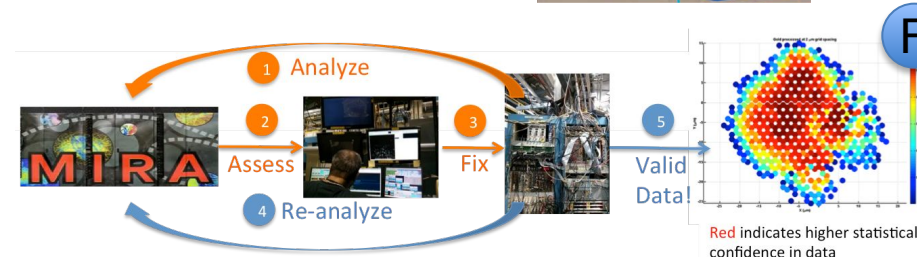 F
1 Analyze
2
Assess
3
Fix
4 Re-analyze
5
Valid
Data!
MIRA
Red indicates higher statistical
confidence in data